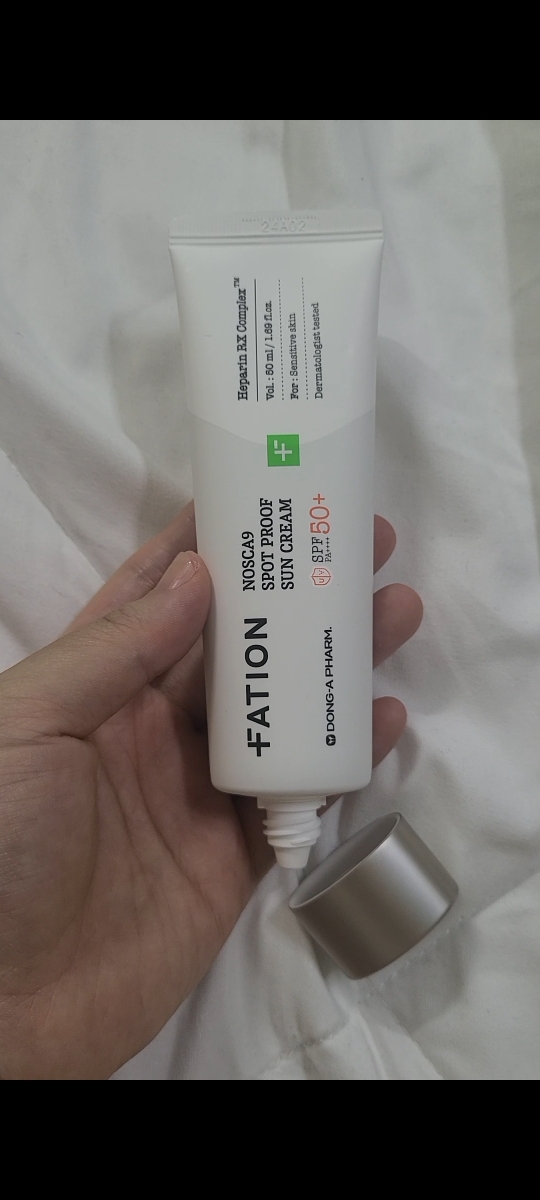 24A02
Heparin RX Complex™
Vol. : 50 ml / 1.69 fl.oz.
For : Sensitive skin
Dermatologist tested
FATION
NOSCA9
SPOT PROOF
SUN CREAM
SPF 50+
PA++++
DONG-A PHARM.